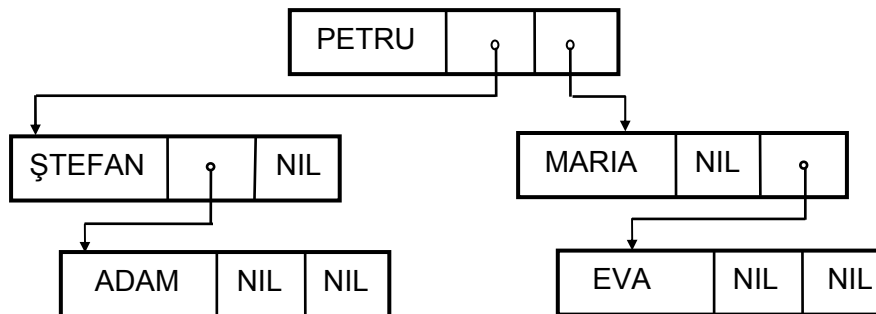 PETRU
ŞTEFAN NIL MARIA NIL
ADAM NIL NIL EVA NIL NIL